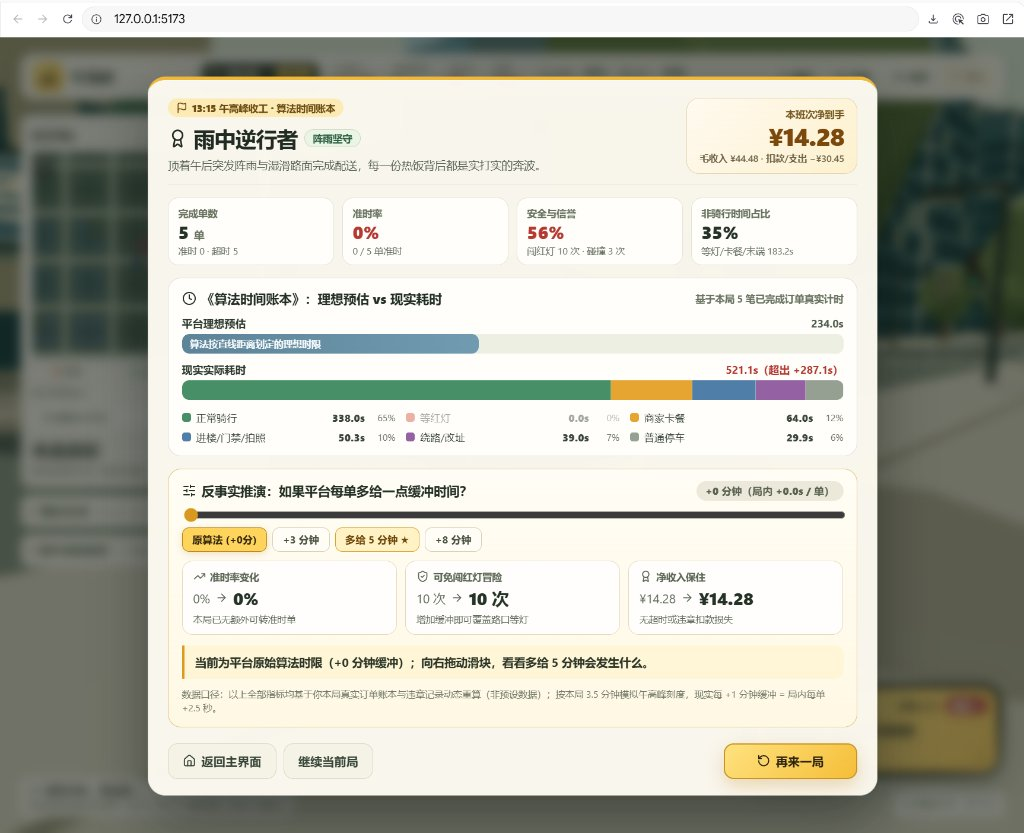 127.0.0.1:5173
13:15 午高峰收工 · 算法时间账本
雨中逆行者 阵雨坚守
顶着午后突发阵雨与湿滑路面完成配送，每一份热饭背后都是实打实的奔波。
本班次净到手
¥14.28
毛收入 ¥44.48 · 扣款/支出 -¥30.45
完成单数
5 单
准时 0 · 超时 5
准时率
0%
0 / 5 单准时
安全与信誉
56%
闯红灯 10 次 · 碰撞 3 次
非骑行时间占比
35%
等灯/卡餐/末端 183.2s
《算法时间账本》：理想预估 vs 现实耗时
基于本局 5 笔已完成订单真实计时
平台理想预估 234.0s
算法按直线距离划定的理想时限
现实实际耗时 521.1s (超出 +287.1s)
正常骑行 338.0s 65% 等红灯 0.0s 0% 商家卡餐 64.0s 12%
进楼/门禁/拍照 50.3s 10% 绕路/改址 39.0s 7% 普通停车 29.9s 6%
反事实推演：如果平台每单多给一点缓冲时间？
+0 分钟（局内 +0.0s / 单）
原算法 (+0分) +3 分钟 多给 5 分钟 ★ +8 分钟
准时率变化
0% → 0%
本局已无额外可转准时单
可免闯红灯冒险
10 次 → 10 次
增加缓冲即可覆盖路口等灯
净收入保住
¥14.28 → ¥14.28
无超时或违章扣款损失
当前为平台原始算法时限（+0 分钟缓冲）；向右拖动滑块，看看多给 5 分钟会发生什么。
数据口径：以上全部指标均基于你本局真实订单账本与违章记录动态重算（非预设数据）；按本局 3.5 分钟模拟午高峰刻度，现实每 +1 分钟缓冲 = 局内每单
+2.5 秒。
返回主界面 继续当前局 再来一局